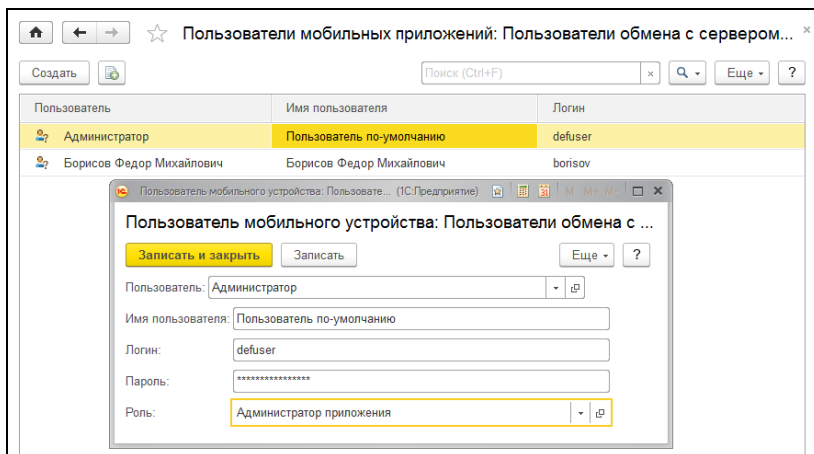 Пользователи мобильных приложений: Пользователи обмена с сервером... ×
Создать Поиск (Ctrl+F) × Еще ?
Пользователь Имя пользователя Логин
Администратор Пользователь по-умолчанию defuser
Борисов Федор Михайлович Борисов Федор Михайлович borisov
1С Пользователь мобильного устройства: Пользовате... (1С:Предприятие) 31 M M+ M-
Пользователь мобильного устройства: Пользователи обмена с ...
Записать и закрыть Записать Еще ?
Пользователь: Администратор
Имя пользователя: Пользователь по-умолчанию
Логин: defuser
Пароль: ****************
Роль: Администратор приложения